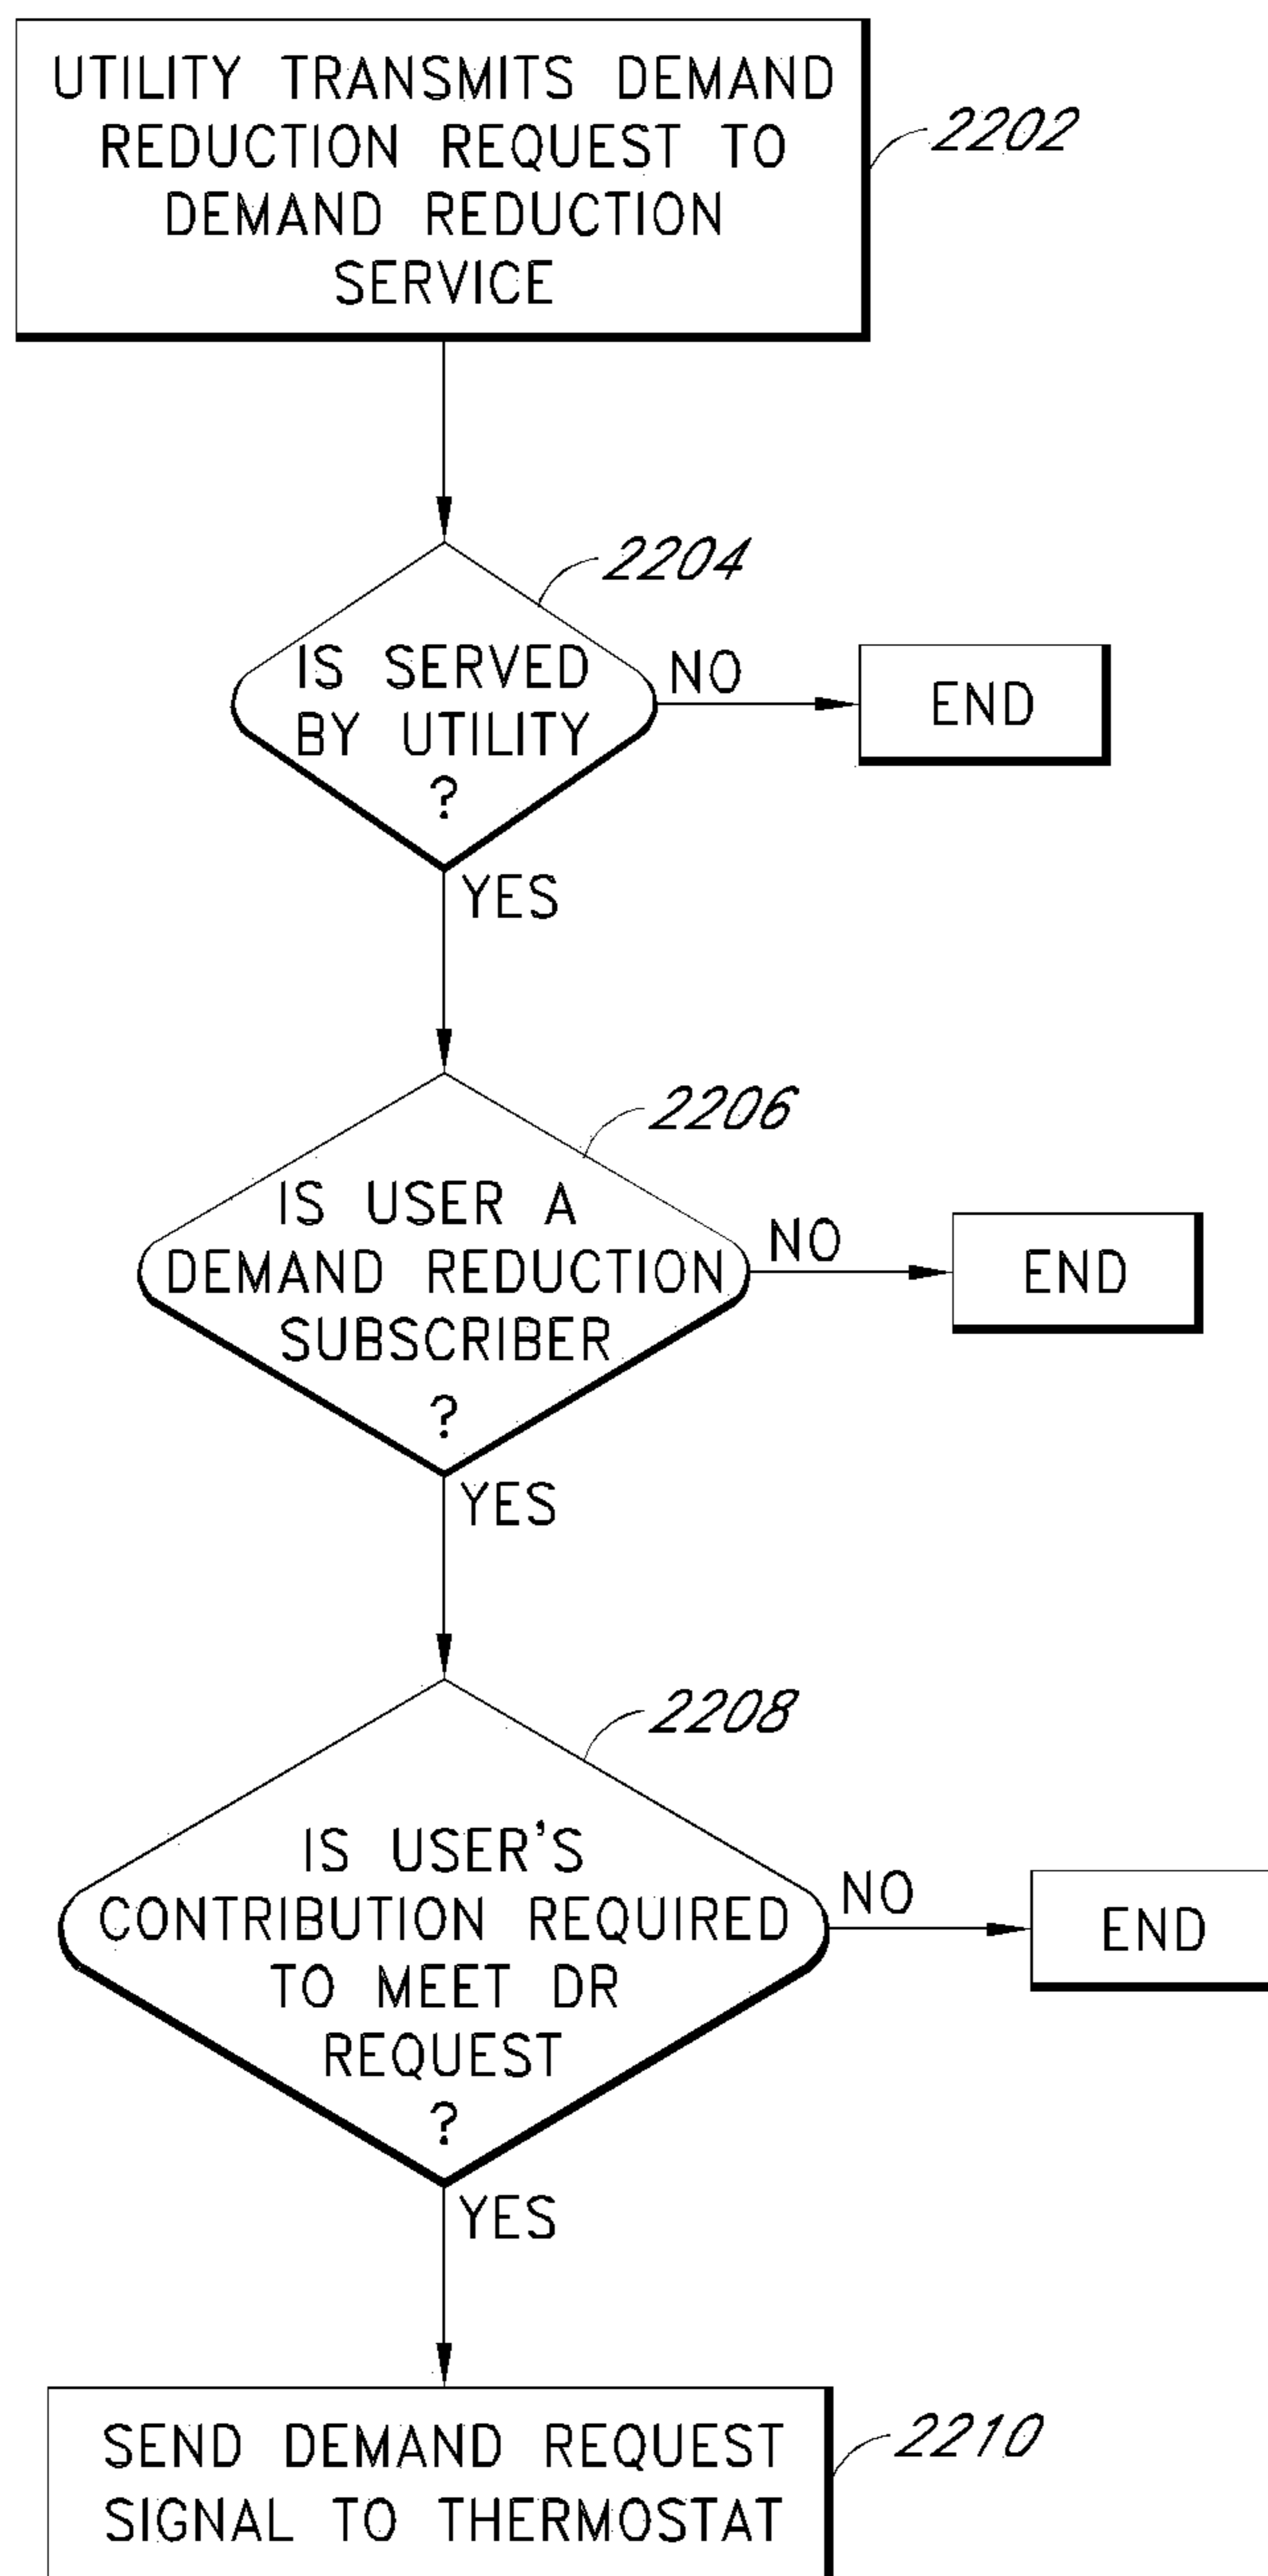 UTILITY TRANSMITS DEMAND
REDUCTION REQUEST TO
DEMAND REDUCTION
SERVICE
2202
2204
IS SERVED
BY UTILITY
?
NO
END
YES
2206
IS USER A
DEMAND REDUCTION
SUBSCRIBER
?
NO
END
YES
2208
IS USER'S
CONTRIBUTION REQUIRED
TO MEET DR
REQUEST
?
NO
END
YES
SEND DEMAND REQUEST
SIGNAL TO THERMOSTAT
2210